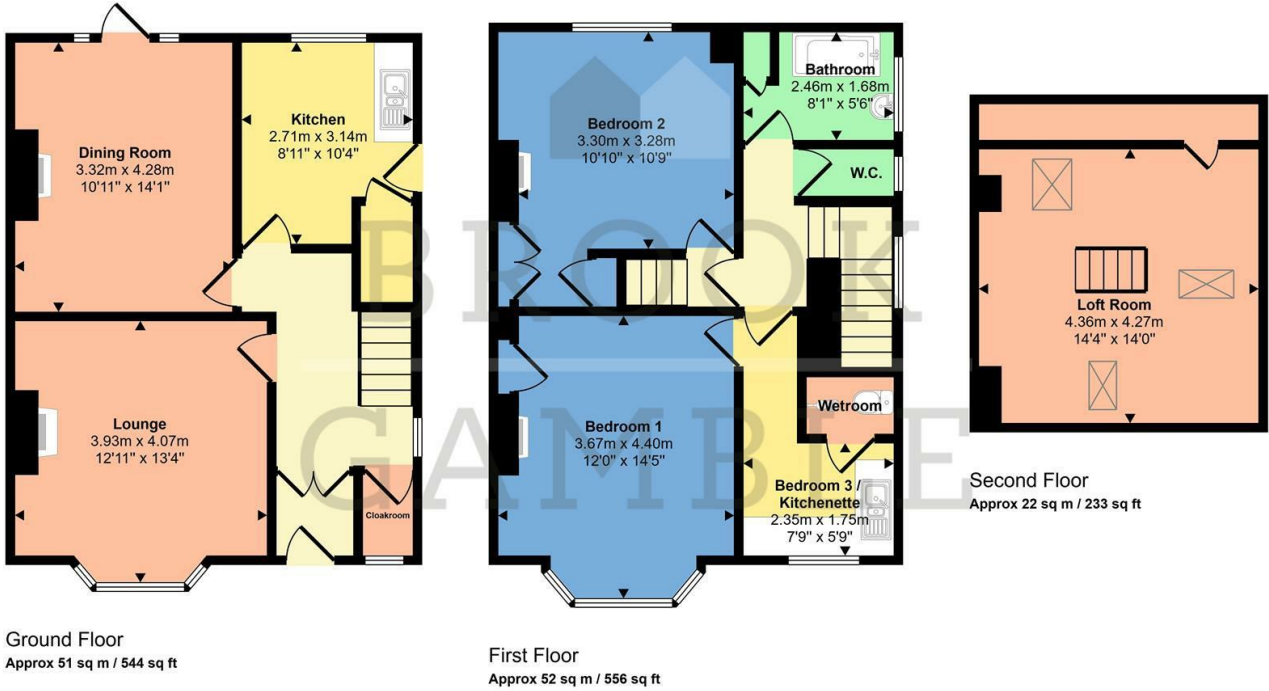 Dining Room
3.32m x 4.28m
10'11" x 14'1"
Kitchen
2.71m x 3.14m
8'11" x 10'4"
Lounge
3.93m x 4.07m
12'11" x 13'4"
Cloakroom
Ground Floor
Approx 51 sq m / 544 sq ft
Bedroom 2
3.30m x 3.28m
10'10" x 10'9"
Bathroom
2.46m x 1.68m
8'1" x 5'6"
W.C.
Bedroom 1
3.67m x 4.40m
12'0" x 14'5"
Wetroom
Bedroom 3 /
Kitchenette
2.35m x 1.75m
7'9" x 5'9"
First Floor
Approx 52 sq m / 556 sq ft
Loft Room
4.36m x 4.27m
14'4" x 14'0"
Second Floor
Approx 22 sq m / 233 sq ft
BROOK
GAMBLE